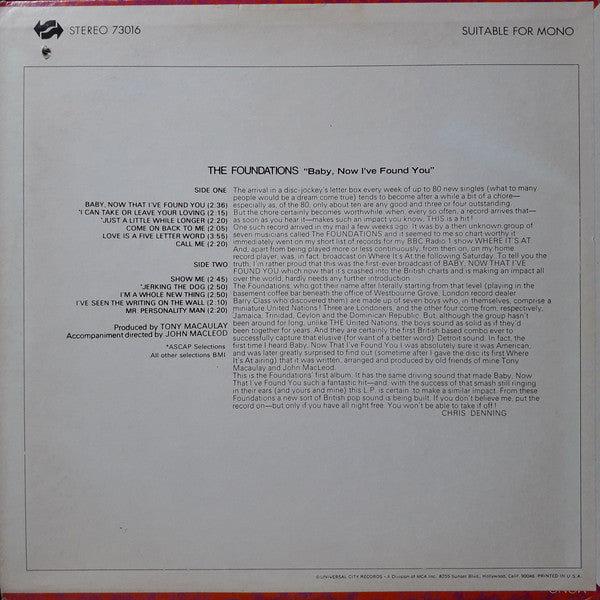 STEREO 73016
SUITABLE FOR MONO
THE FOUNDATIONS "Baby, Now I've Found You"
SIDE ONE
BABY, NOW THAT I'VE FOUND YOU (2:36)
*I CAN TAKE OR LEAVE YOUR LOVING (2:15)
*JUST A LITTLE WHILE LONGER (2:20)
COME ON BACK TO ME (2:05)
LOVE IS A FIVE LETTER WORD (3:55)
CALL ME (2:20)
SIDE TWO
SHOW ME (2:45)
*JERKING THE DOG (2:50)
I'M A WHOLE NEW THING (2:50)
I'VE SEEN THE WRITING ON THE WALL (2:10)
MR. PERSONALITY MAN (2:20)
Produced by TONY MACAULAY
Accompaniment directed by JOHN MACLEOD
*ASCAP Selections
All other selections BMI
The arrival in a disc-jockey's letter box every week of up to 80 new singles (what to many
people would be a dream come true) tends to become after a while a bit of a chore—
especially as, of the 80, only about ten are any good and three or four outstanding.
But the chore certainly becomes worthwhile when, every so often, a record arrives that—
as soon as you hear it—makes such an impact you know, THIS is a hit!
One such record arrived in my mail a few weeks ago. It was by a then unknown group of
seven musicians called The FOUNDATIONS and it seemed to me so chart-worthy it
immediately went on my short list of records for my BBC Radio 1 show WHERE IT'S AT.
And, apart from being played more or less continuously, from then on, on my home
record player, was, in fact, broadcast on Where It's At the following Saturday. To tell you the
truth, I'm rather proud that this was the first-ever broadcast of BABY, NOW THAT I'VE
FOUND YOU which now that it's crashed into the British charts and is making an impact all
over the world, hardly needs any further introduction.
The Foundations, who got their name after literally starting from that level (playing in the
basement coffee bar beneath the office of Westbourne Grove, London record dealer
Barry Class who discovered them) are made up of seven boys who, in themselves, comprise a
miniature United Nations! Three are Londoners, and the other four come from, respectively,
Jamaica, Trinidad, Ceylon and the Dominican Republic. But, although the group hasn't
been around for long, unlike THE United Nations, the boys sound as solid as if they'd
been together for years. And they are certainly the first British based combo ever to
successfully capture that elusive (for want of a better word) Detroit sound. In fact, the
first time I heard Baby, Now That I've Found You I was absolutely sure it was American,
and was later greatly surprised to find out (sometime after I gave the disc its first Where
It's At airing) that it was written, arranged and produced by old friends of mine Tony
Macaulay and John MacLeod.
This is the Foundations' first album. It has the same driving sound that made Baby, Now
That I've Found You such a fantastic hit—and, with the success of that smash still ringing
in their ears (and yours and mine) this L.P. is certain to make a similar impact. From these
Foundations a new sort of British pop sound is being built. If you don't believe me, put the
record on—but only if you have all night free. You won't be able to take it off!
CHRIS DENNING
©UNIVERSAL CITY RECORDS - A Division of MCA Inc. 8255 Sunset Blvd., Hollywood, Calif. 90046 PRINTED IN U.S.A.